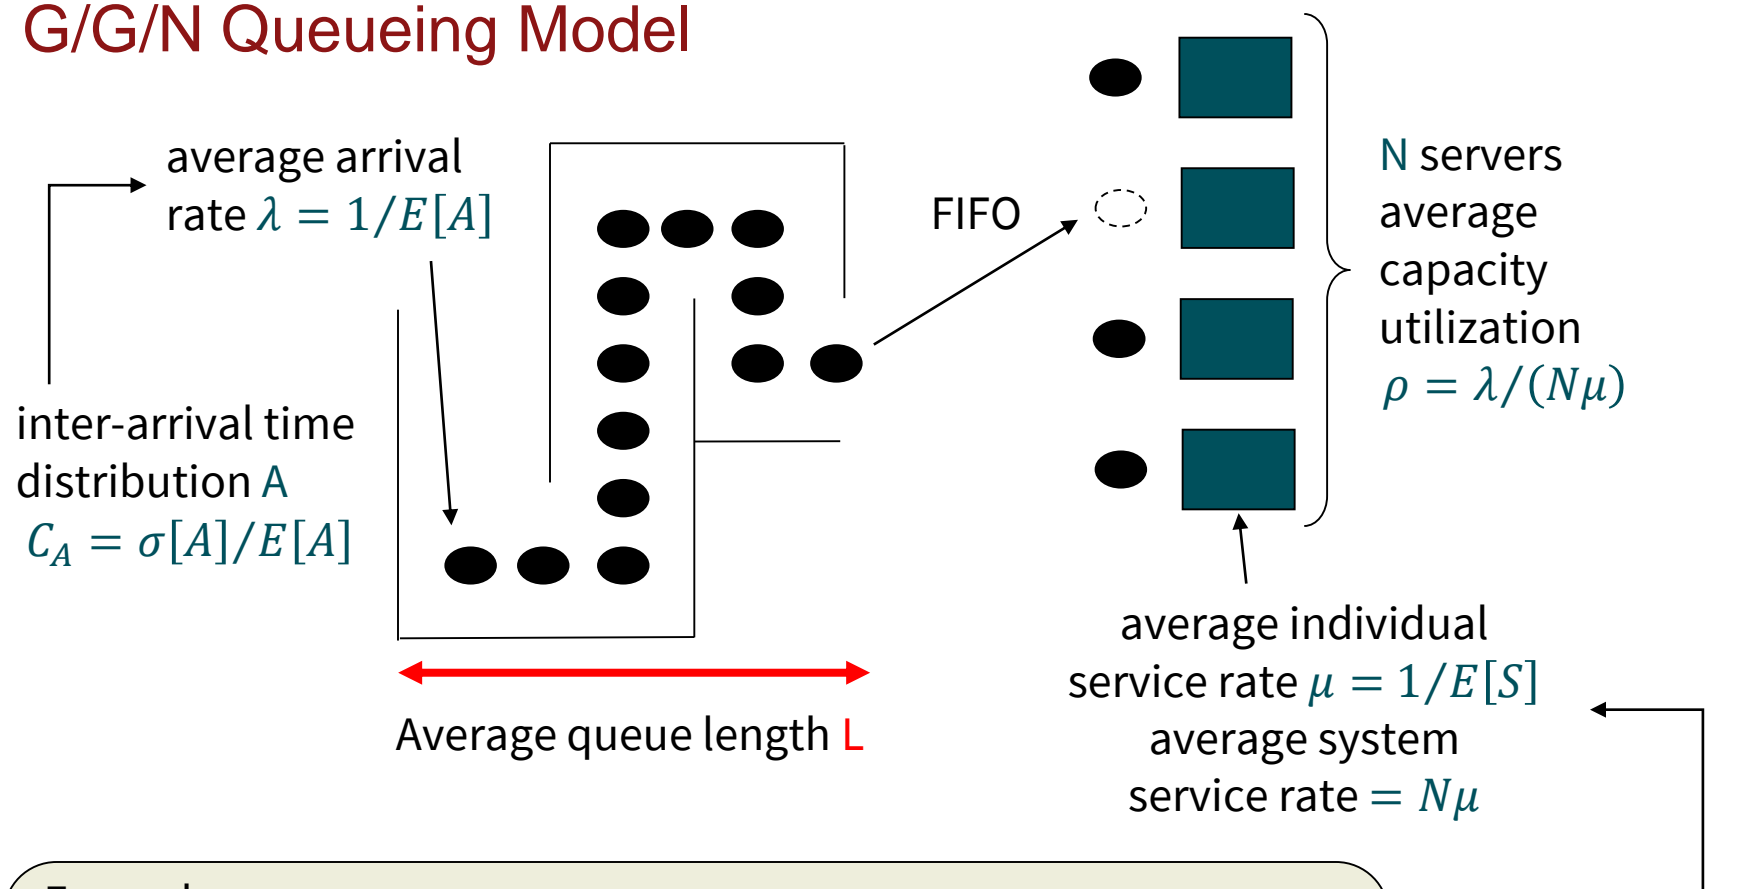 G/G/N Queueing Model
average arrival
rate λ = 1/E[A]
inter-arrival time
distribution A
C_A = σ[A]/E[A]
Average queue length L
FIFO
N servers
average
capacity
utilization
ρ = λ/(Nμ)
average individual
service rate μ = 1/E[S]
average system
service rate = Nμ